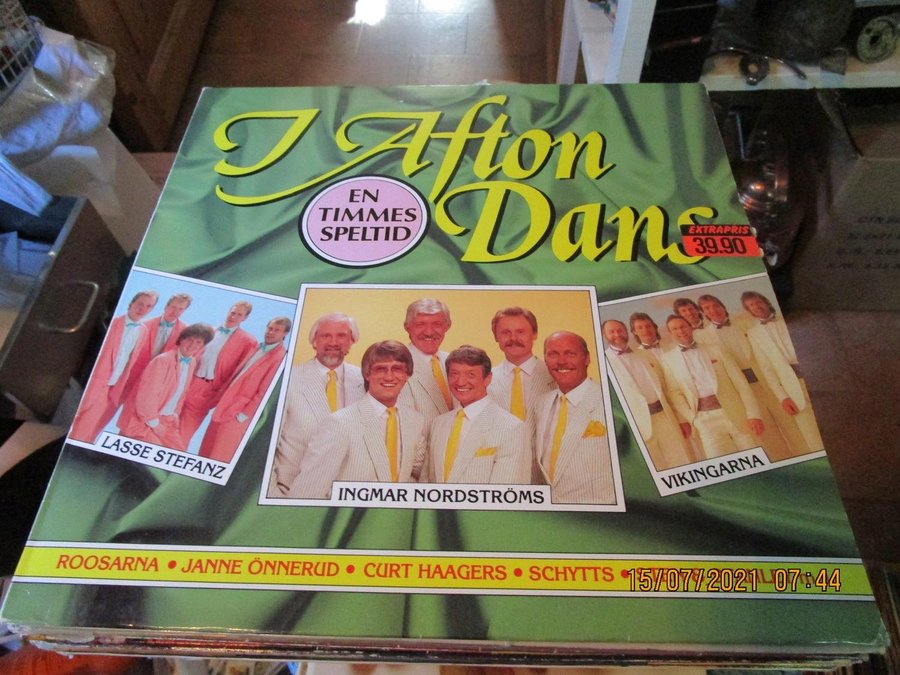 I Afton
Dans
EN
TIMMES
SPELTID
EXTRAPRIS
39.90
LASSE STEFANZ
INGMAR NORDSTRÖMS
VIKINGARNA
ROOSARNA • JANNE ÖNNERUD • CURT HAAGERS • SCHYTTS •
15/07/2021 07:44